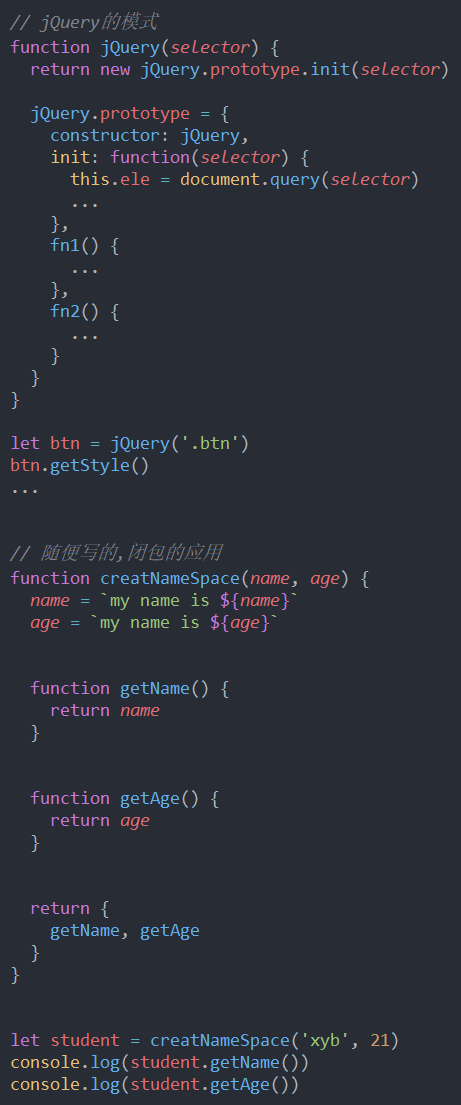 // jQuery的模式
function jQuery(selector) {
  return new jQuery.prototype.init(selector)
  jQuery.prototype = {
    constructor: jQuery,
    init: function(selector) {
      this.ele = document.query(selector)
      ...
    },
    fn1() {
      ...
    },
    fn2() {
      ...
    }
  }
}
let btn = jQuery('.btn')
btn.getStyle()
...
// 随便写的,闭包的应用
function creatNameSpace(name, age) {
  name = `my name is ${name}`
  age = `my name is ${age}`
  function getName() {
    return name
  }
  function getAge() {
    return age
  }
  return {
    getName, getAge
  }
}
let student = creatNameSpace('xyb', 21)
console.log(student.getName())
console.log(student.getAge())